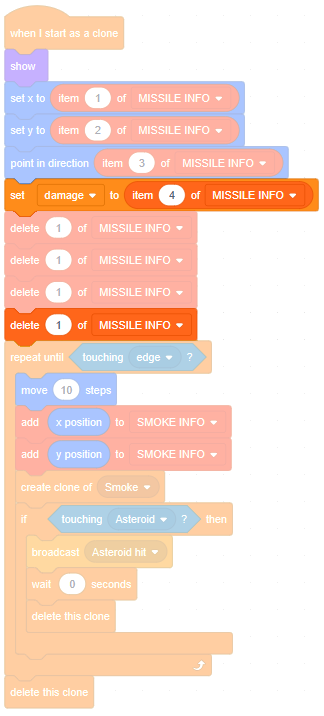 when I start as a clone
show
set x to item 1 of MISSILE INFO
set y to item 2 of MISSILE INFO
point in direction item 3 of MISSILE INFO
set damage to item 4 of MISSILE INFO
delete 1 of MISSILE INFO
delete 1 of MISSILE INFO
delete 1 of MISSILE INFO
delete 1 of MISSILE INFO
repeat until touching edge ?
move 10 steps
add x position to SMOKE INFO
add y position to SMOKE INFO
create clone of Smoke
if touching Asteroid ? then
broadcast Asteroid hit
wait 0 seconds
delete this clone
delete this clone